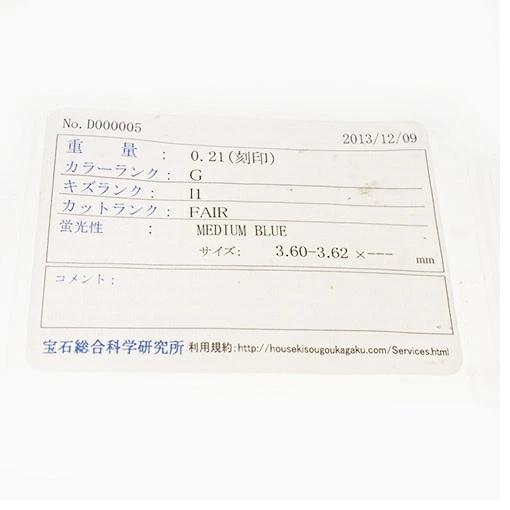 No. D000005
2013/12/09
重　量 : 0.21(刻印)
カラーランク : G
キズランク : I1
カットランク : FAIR
蛍光性 : MEDIUM BLUE
サイズ: 3.60-3.62 ×--- mm
コメント:
宝石総合科学研究所 利用規約:http://housekisougoukagaku.com/Services.html